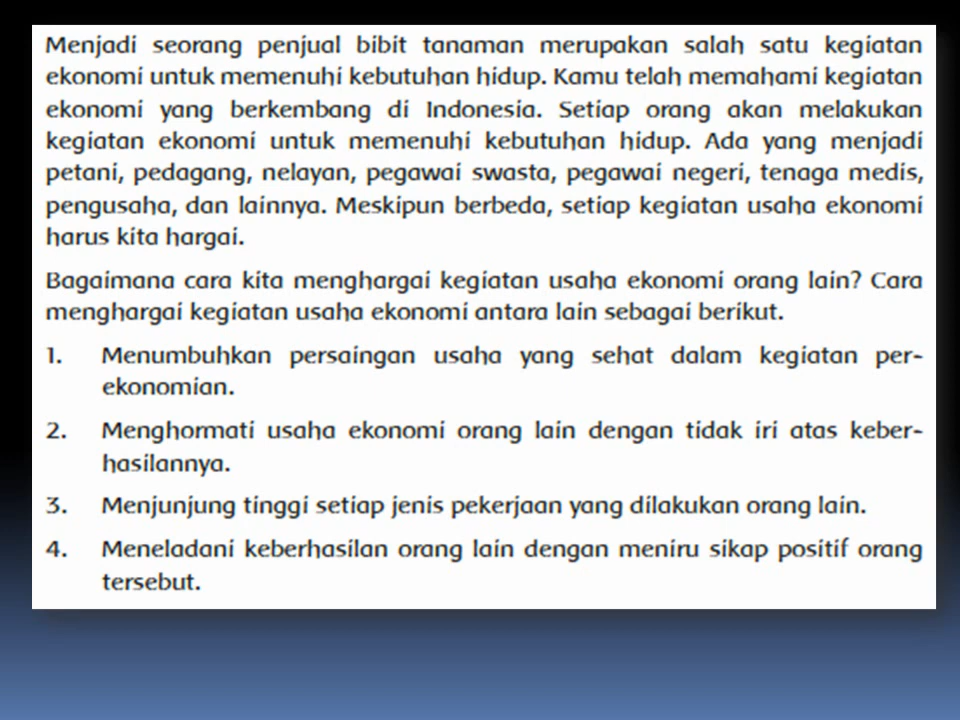 Menjadi seorang penjual bibit tanaman merupakan salah satu kegiatan
ekonomi untuk memenuhi kebutuhan hidup. Kamu telah memahami kegiatan
ekonomi yang berkembang di Indonesia. Setiap orang akan melakukan
kegiatan ekonomi untuk memenuhi kebutuhan hidup. Ada yang menjadi
petani, pedagang, nelayan, pegawai swasta, pegawai negeri, tenaga medis,
pengusaha, dan lainnya. Meskipun berbeda, setiap kegiatan usaha ekonomi
harus kita hargai.
Bagaimana cara kita menghargai kegiatan usaha ekonomi orang lain? Cara
menghargai kegiatan usaha ekonomi antara lain sebagai berikut.
1. Menumbuhkan persaingan usaha yang sehat dalam kegiatan per-
ekonomian.
2. Menghormati usaha ekonomi orang lain dengan tidak iri atas keber-
hasilannya.
3. Menjunjung tinggi setiap jenis pekerjaan yang dilakukan orang lain.
4. Meneladani keberhasilan orang lain dengan meniru sikap positif orang
tersebut.